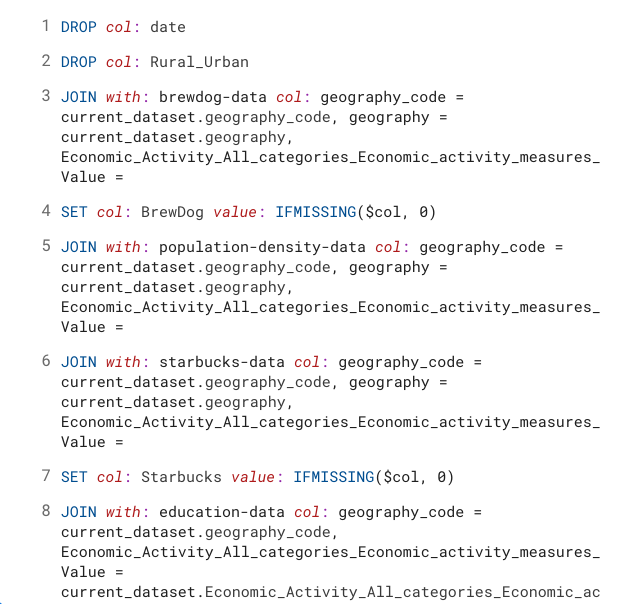 1 DROP col: date
2 DROP col: Rural_Urban
3 JOIN with: brewdog-data col: geography_code =
current_dataset.geography_code, geography =
current_dataset.geography,
Economic_Activity_All_categories_Economic_activity_measures_
Value =
4 SET col: BrewDog value: IFMISSING($col, 0)
5 JOIN with: population-density-data col: geography_code =
current_dataset.geography_code, geography =
current_dataset.geography,
Economic_Activity_All_categories_Economic_activity_measures_
Value =
6 JOIN with: starbucks-data col: geography_code =
current_dataset.geography_code, geography =
current_dataset.geography,
Economic_Activity_All_categories_Economic_activity_measures_
Value =
7 SET col: Starbucks value: IFMISSING($col, 0)
8 JOIN with: education-data col: geography_code =
current_dataset.geography_code,
Economic_Activity_All_categories_Economic_activity_measures_
Value =
current_dataset.Economic_Activity_All_categories_Economic_ac